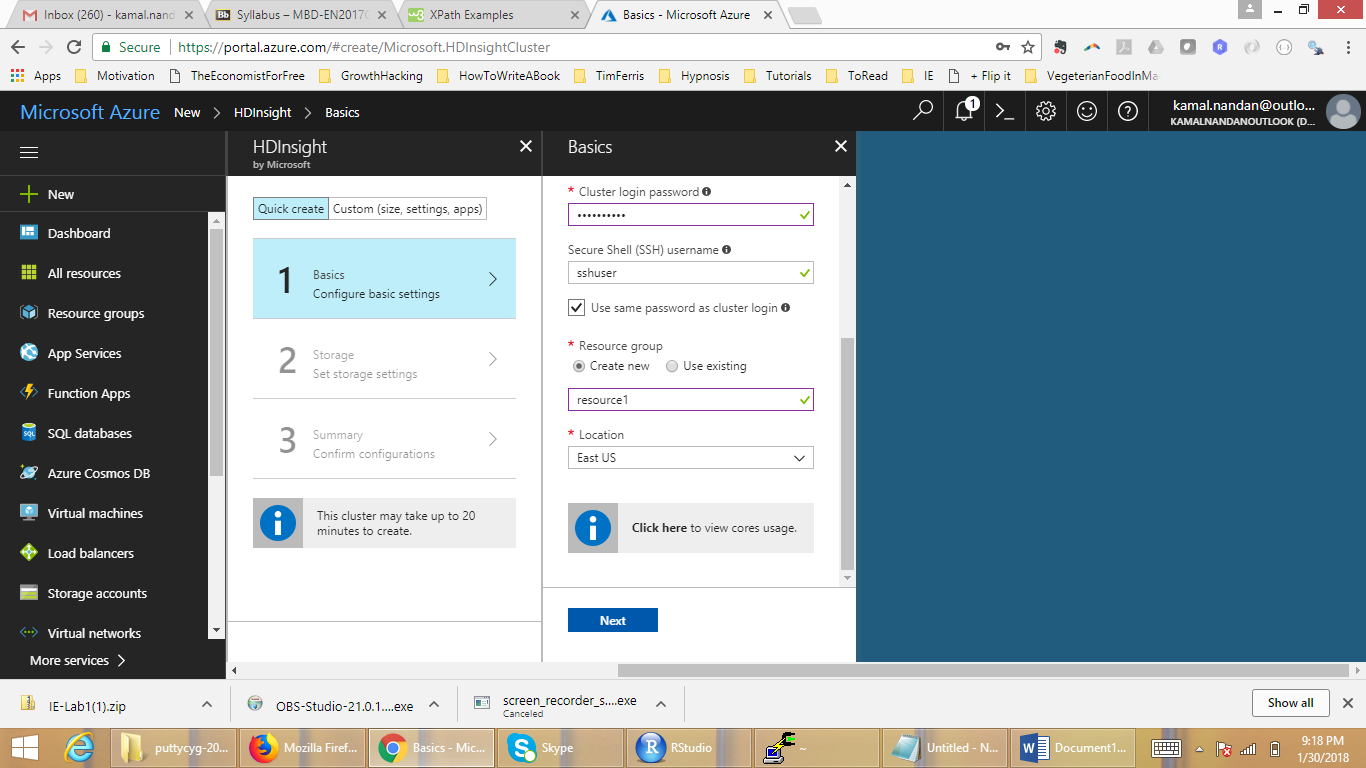 Inbox (260) - kamal.nand
Syllabus – MBD-EN2017
XPath Examples
Basics - Microsoft Azure
Secure
https://portal.azure.com/#create/Microsoft.HDInsightCluster
Apps
Motivation
TheEconomistForFree
GrowthHacking
HowToWriteABook
TimFerris
Hypnosis
Tutorials
ToRead
IE
+ Flip it
VegeterianFoodInMa
Microsoft Azure
New
HDInsight
Basics
1
kamal.nandan@outlo...
KAMALNANDANOUTLOOK (D...
New
Dashboard
All resources
Resource groups
App Services
Function Apps
SQL databases
Azure Cosmos DB
Virtual machines
Load balancers
Storage accounts
Virtual networks
More services
HDInsight
by Microsoft
Quick create
Custom (size, settings, apps)
1
Basics
Configure basic settings
2
Storage
Set storage settings
3
Summary
Confirm configurations
This cluster may take up to 20
minutes to create.
Basics
* Cluster login password
••••••••••
Secure Shell (SSH) username
sshuser
Use same password as cluster login
* Resource group
Create new
Use existing
resource1
* Location
East US
Click here to view cores usage.
Next
IE-Lab1(1).zip
OBS-Studio-21.0.1....exe
screen_recorder_s....exe
Canceled
Show all
puttycyg-20...
Mozilla Firef...
Basics - Mic...
Skype
RStudio
~
Untitled - N...
Document1...
9:18 PM
1/30/2018